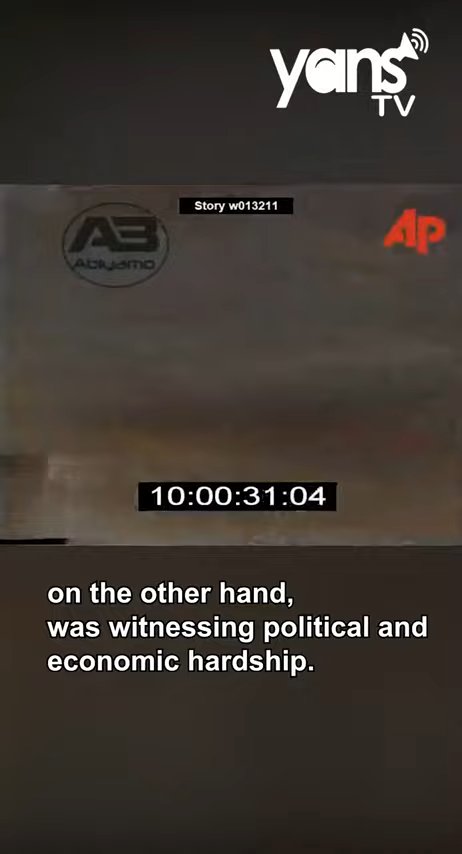 yans
TV
Story w013211
AB
Abiyamo
AP
10:00:31:04
on the other hand,
was witnessing political and
economic hardship.